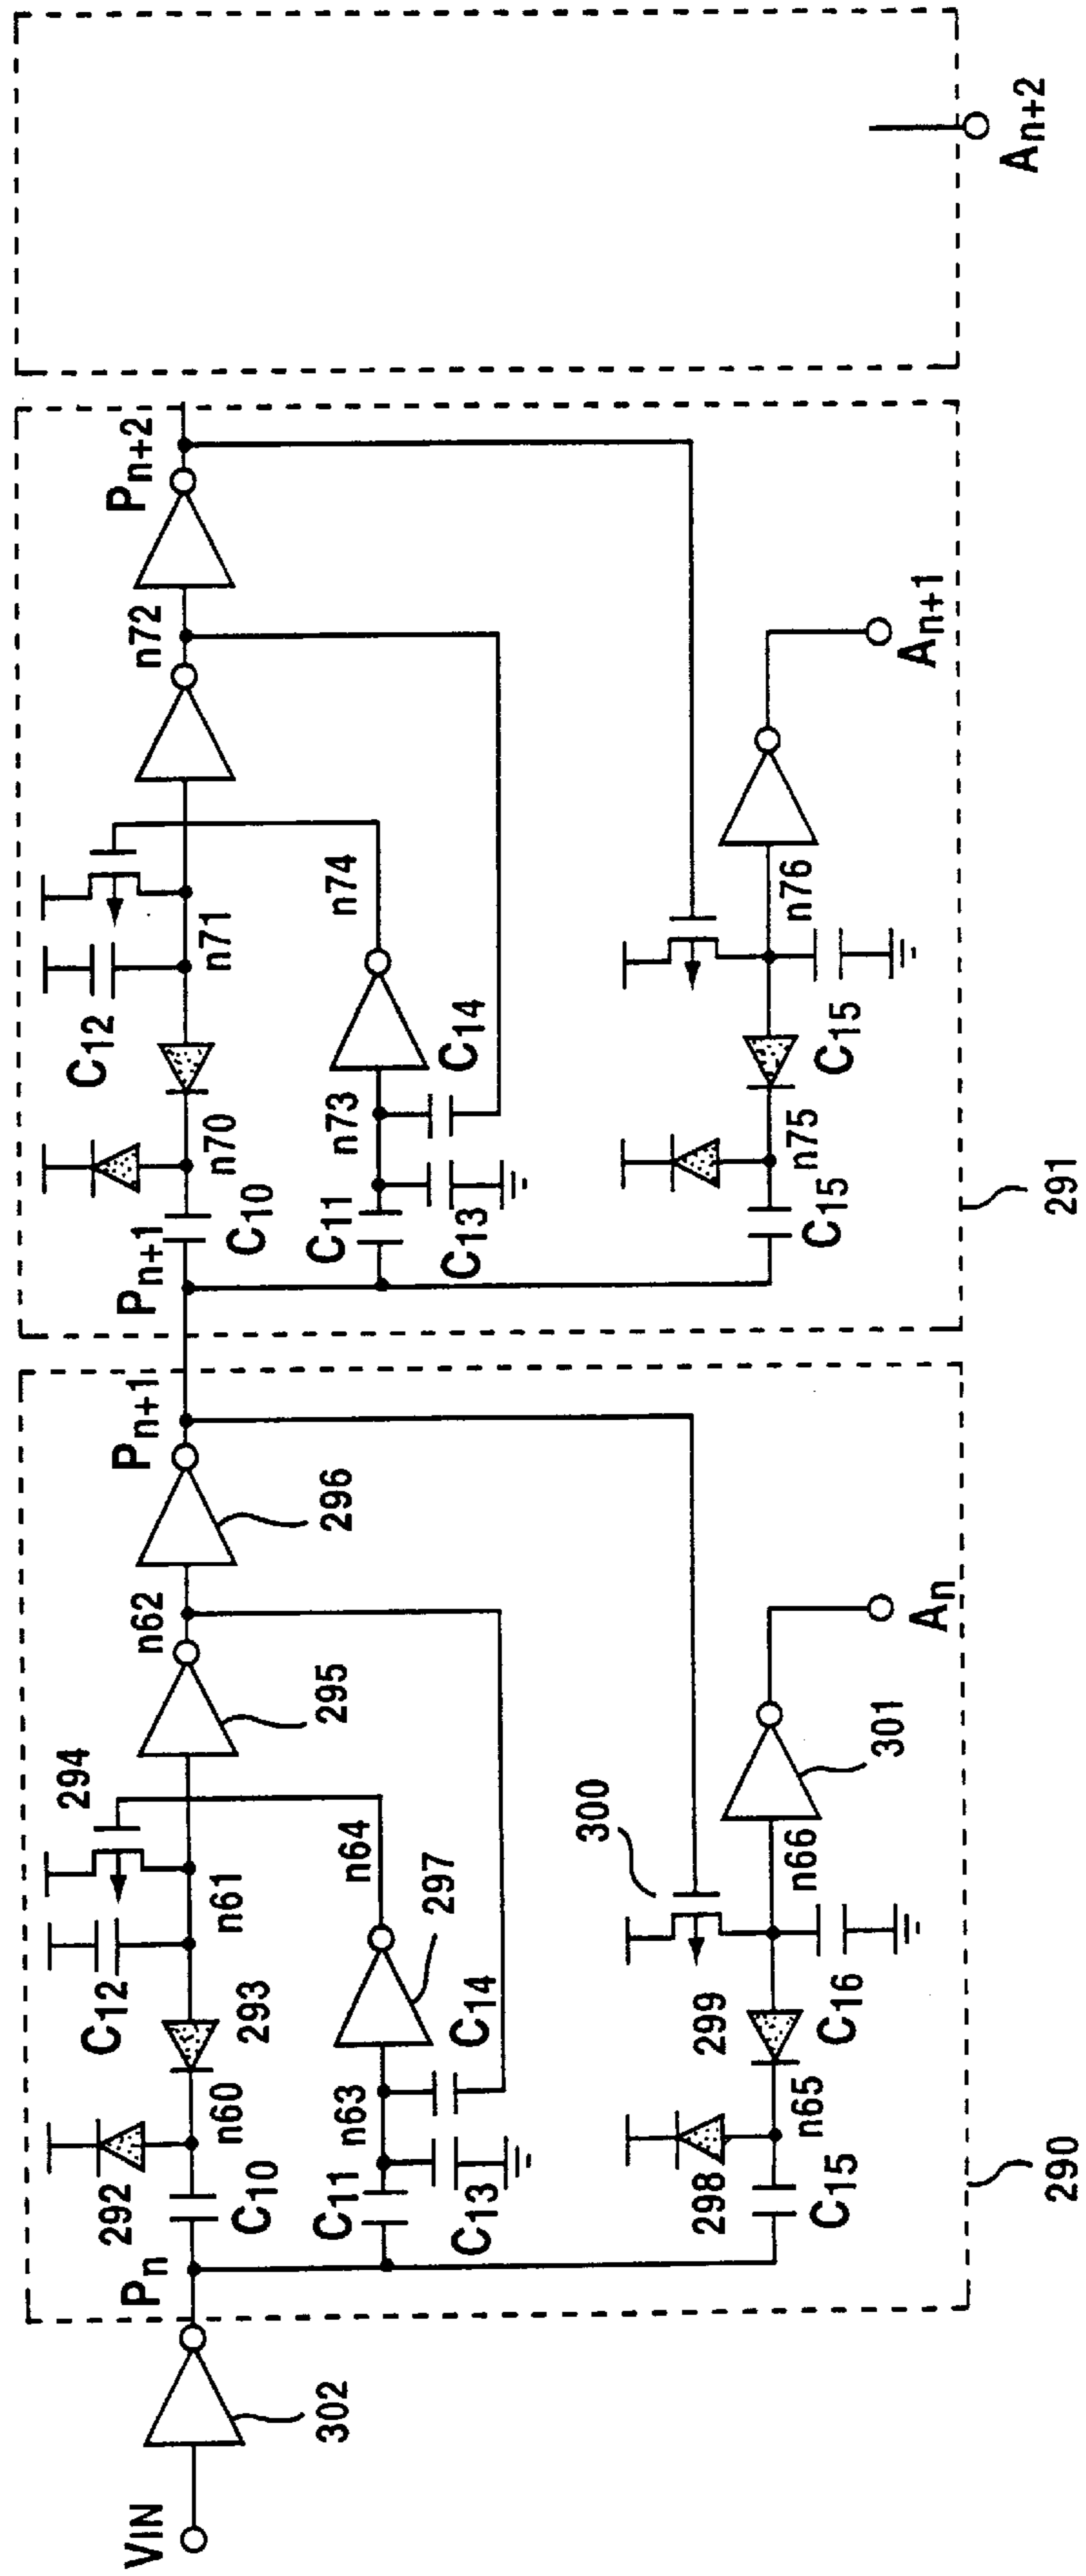 VIN
302
Pn
292
C10
n60
293
C12
n61
294
295
n62
296
Pn+1
C11
C13
n63
C14
297
n64
298
C15
n65
299
C16
300
n66
301
An
290
Pn+1
C10
n70
C12
n71
n72
Pn+2
C11
C13
n73
C14
n74
C15
n75
C15
n76
An+1
291
An+2